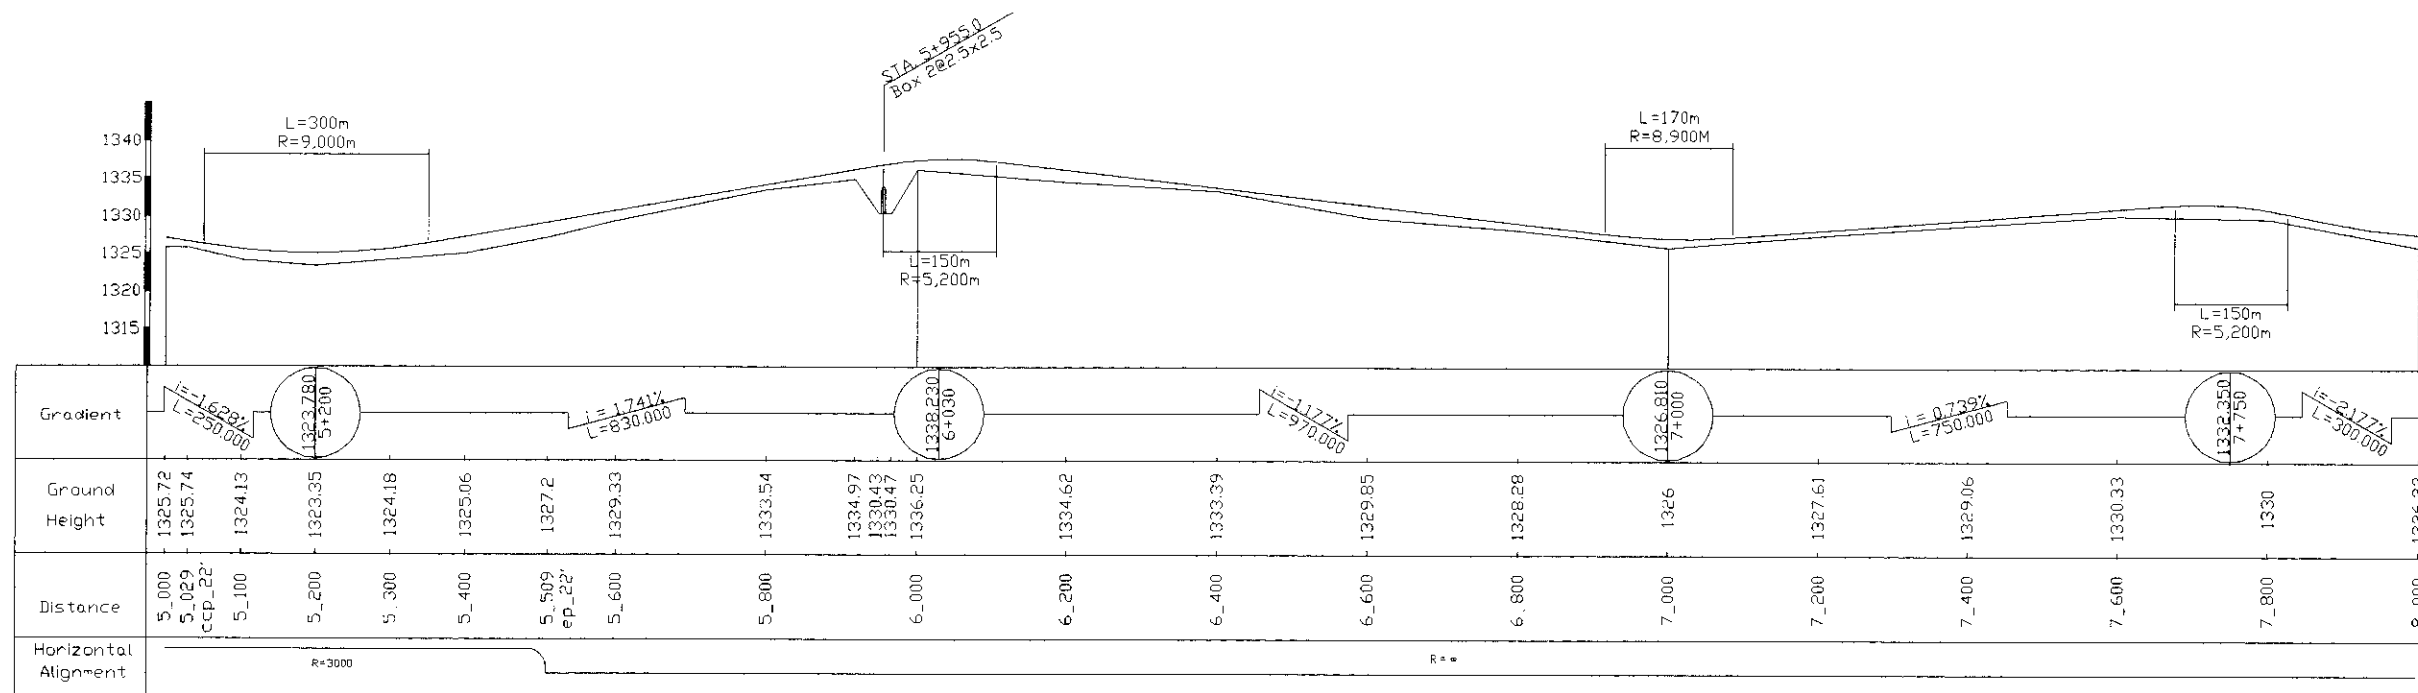 STA. 5+955.0
Box 2@2.5x2.5
L=300m
R=9,000m
L=170m
R=8,900M
1340
1335
1330
1325
1320
1315
L=150m
R=5,200m
L=150m
R=5,200m
Gradient
i=-1.628%
L=250.000
1323.780
5+200
i= 1.741%
L=830.000
1338.230
6+030
i=-1.177%
L=970.000
1326.810
7+000
i= 0.739%
L=750.000
1332.350
7+750
i=-2.177%
L=300.000
Ground
Height
1325.72
1325.74
1324.13
1323.35
1324.18
1325.06
1327.2
1329.33
1333.54
1334.97
1330.43
1330.47
1336.25
1334.62
1333.39
1329.85
1328.28
1326
1327.61
1329.06
1330.33
1330
Distance
5_000
5_029
ccp_22'
5_100
5_200
5_300
5_400
5_509
ep_22'
5_600
5_800
6_000
6_200
6_400
6_600
6_800
7_000
7_200
7_400
7_600
7_800
Horizontal
Alignment
R=3000
R=∞